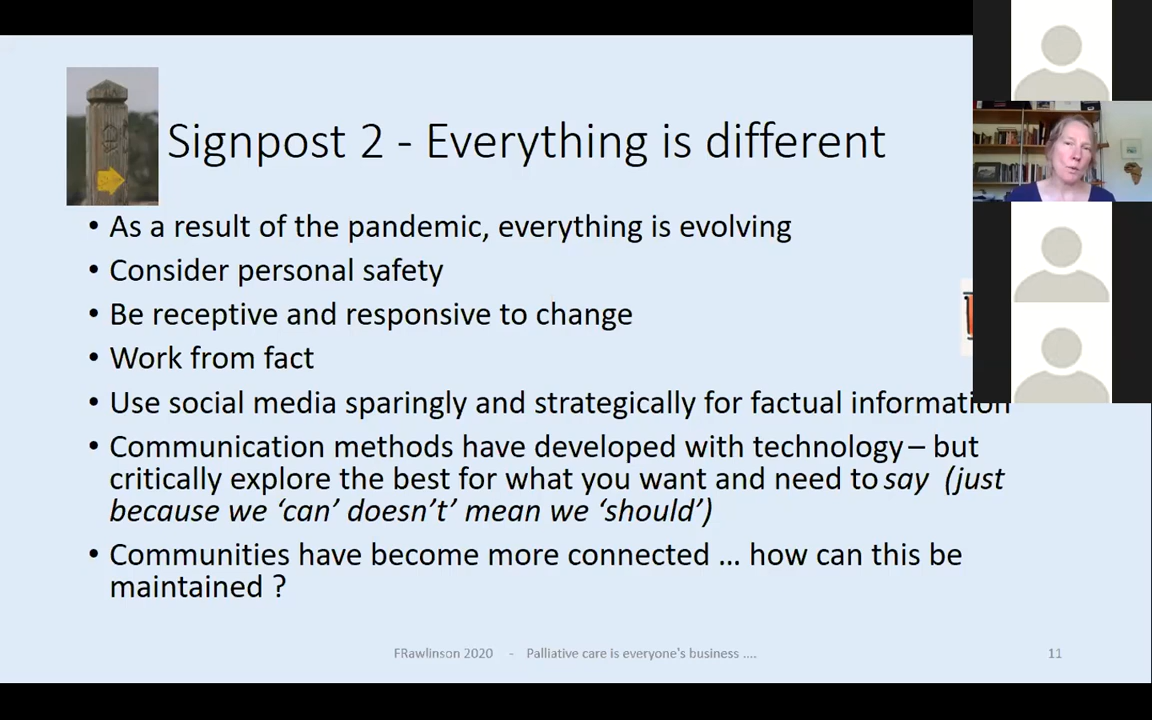 Signpost 2 - Everything is different
• As a result of the pandemic, everything is evolving
• Consider personal safety
• Be receptive and responsive to change
• Work from fact
• Use social media sparingly and strategically for factual information
• Communication methods have developed with technology – but
critically explore the best for what you want and need to say (just
because we ‘can’ doesn’t’ mean we ‘should’)
• Communities have become more connected ... how can this be
maintained ?
FRawlinson 2020 - Palliative care is everyone's business .... 11